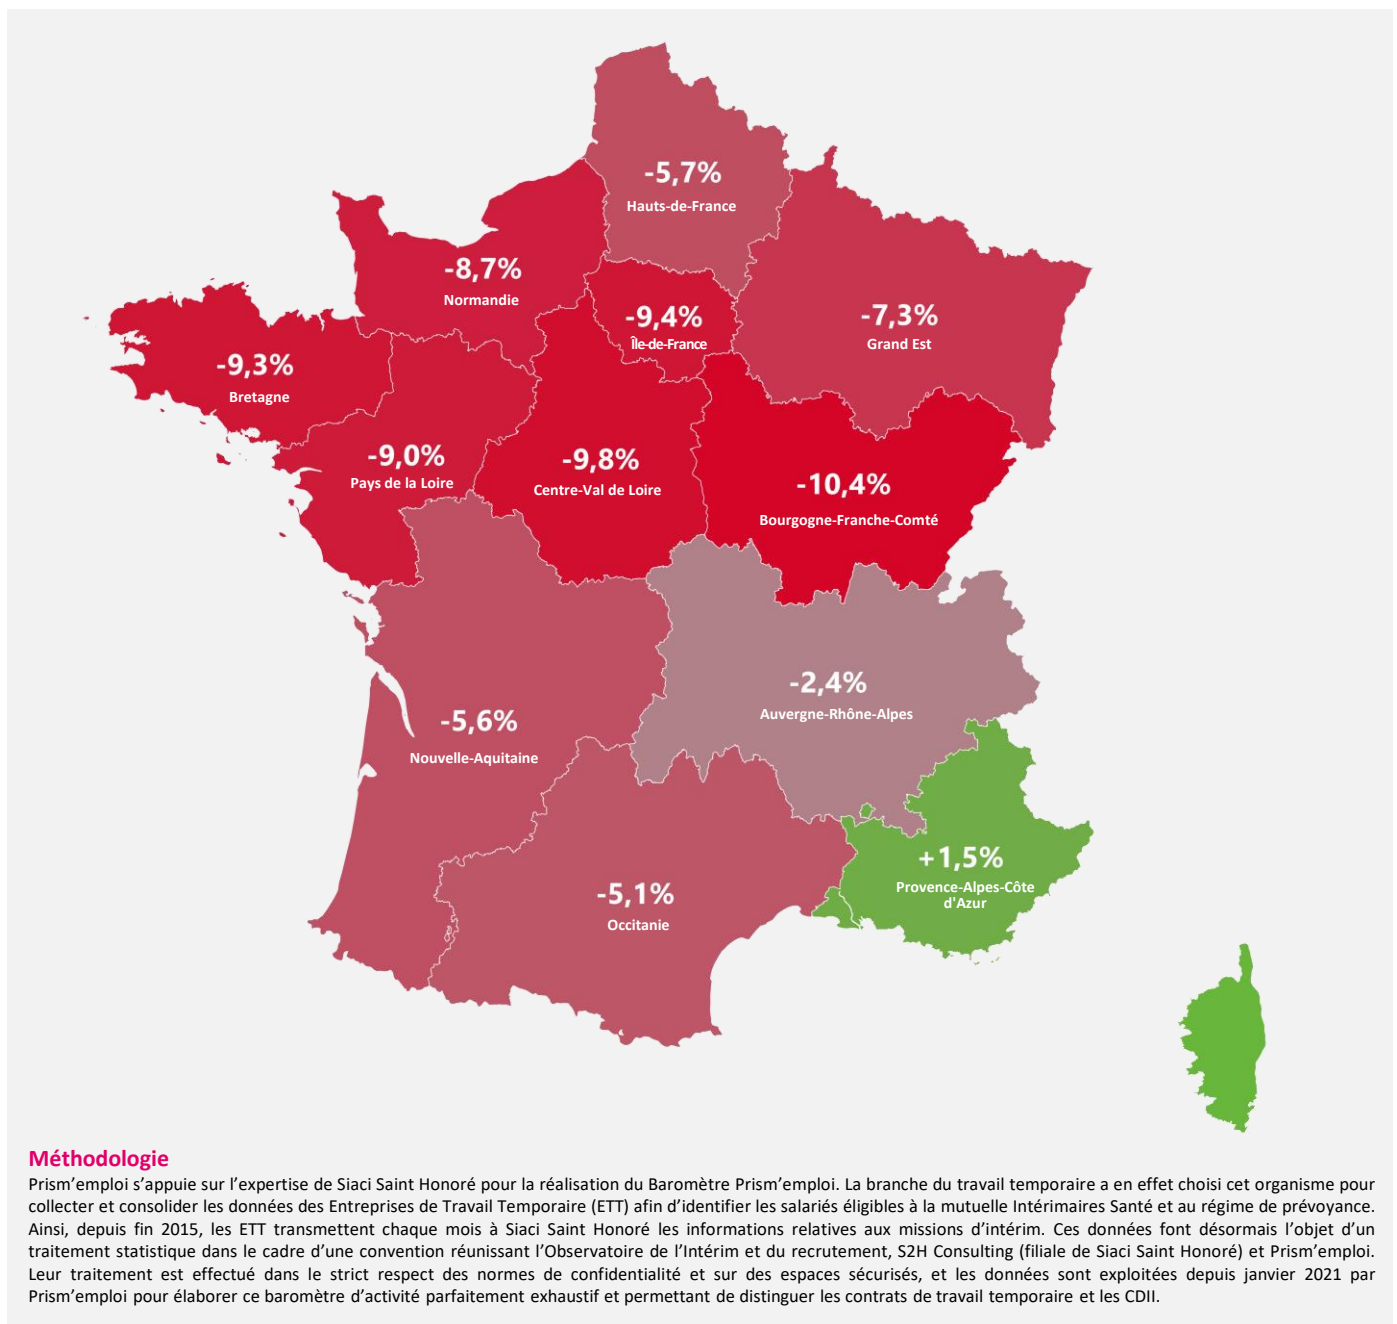 -5,7%
Hauts-de-France
-8,7%
Normandie
-9,4%
Île-de-France
-7,3%
Grand Est
-9,3%
Bretagne
-9,0%
Pays de la Loire
-9,8%
Centre-Val de Loire
-10,4%
Bourgogne-Franche-Comté
-2,4%
Auvergne-Rhône-Alpes
-5,6%
Nouvelle-Aquitaine
+1,5%
Provence-Alpes-Côte
d'Azur
-5,1%
Occitanie
Méthodologie
Prism’emploi s’appuie sur l’expertise de Siaci Saint Honoré pour la réalisation du Baromètre Prism’emploi. La branche du travail temporaire a en effet choisi cet organisme pour
collecter et consolider les données des Entreprises de Travail Temporaire (ETT) afin d’identifier les salariés éligibles à la mutuelle Intérimaires Santé et au régime de prévoyance.
Ainsi, depuis fin 2015, les ETT transmettent chaque mois à Siaci Saint Honoré les informations relatives aux missions d’intérim. Ces données font désormais l’objet d’un
traitement statistique dans le cadre d’une convention réunissant l’Observatoire de l’Intérim et du recrutement, S2H Consulting (filiale de Siaci Saint Honoré) et Prism’emploi.
Leur traitement est effectué dans le strict respect des normes de confidentialité et sur des espaces sécurisés, et les données sont exploitées depuis janvier 2021 par
Prism’emploi pour élaborer ce baromètre d’activité parfaitement exhaustif et permettant de distinguer les contrats de travail temporaire et les CDII.